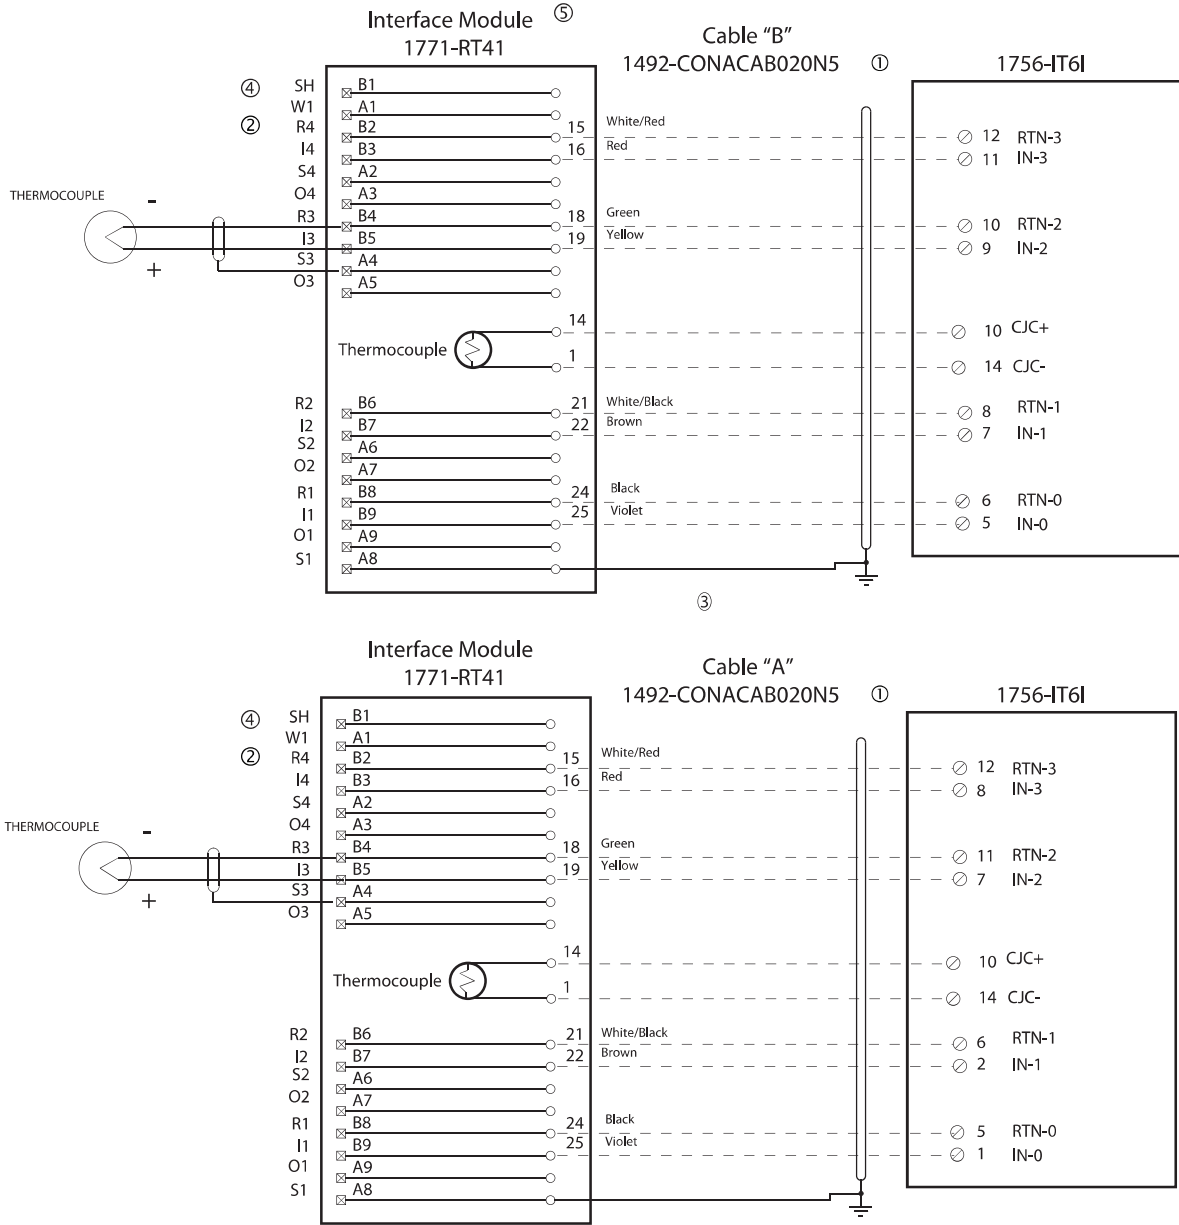 Interface Module ⑤
1771-RT41
Cable “B”
1492-CONACAB020N5 ①
1756-IT6I
④ SH B1
W1 A1
② R4 B2 15 White/Red 12 RTN-3
I4 B3 16 Red 11 IN-3
S4 A2
O4 A3
THERMOCOUPLE
-
+
R3 B4 18 Green 10 RTN-2
I3 B5 19 Yellow 9 IN-2
S3 A4
O3 A5
14 10 CJC+
Thermocouple
1 14 CJC-
R2 B6 21 White/Black 8 RTN-1
I2 B7 22 Brown 7 IN-1
S2 A6
O2 A7
R1 B8 24 Black 6 RTN-0
I1 B9 25 Violet 5 IN-0
O1 A9
S1 A8
③
Interface Module
1771-RT41
Cable “A”
1492-CONACAB020N5 ①
1756-IT6I
④ SH B1
W1 A1
② R4 B2 15 White/Red 12 RTN-3
I4 B3 16 Red 8 IN-3
S4 A2
O4 A3
THERMOCOUPLE
-
+
R3 B4 18 Green 11 RTN-2
I3 B5 19 Yellow 7 IN-2
S3 A4
O3 A5
14 10 CJC+
Thermocouple
1 14 CJC-
R2 B6 21 White/Black 6 RTN-1
I2 B7 22 Brown 2 IN-1
S2 A6
O2 A7
R1 B8 24 Black 5 RTN-0
I1 B9 25 Violet 1 IN-0
O1 A9
S1 A8